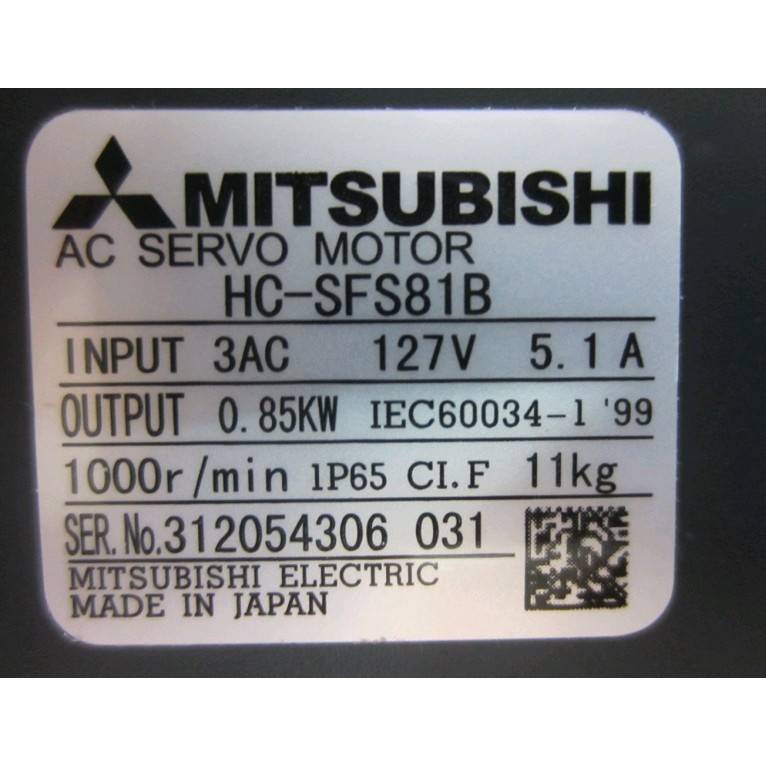 MITSUBISHI
AC SERVO MOTOR
HC-SFS81B
INPUT 3AC 127V 5.1A
OUTPUT 0.85KW IEC60034-1 '99
1000r/min IP65 CI.F 11kg
SER.No.312054306 031
MITSUBISHI ELECTRIC
MADE IN JAPAN